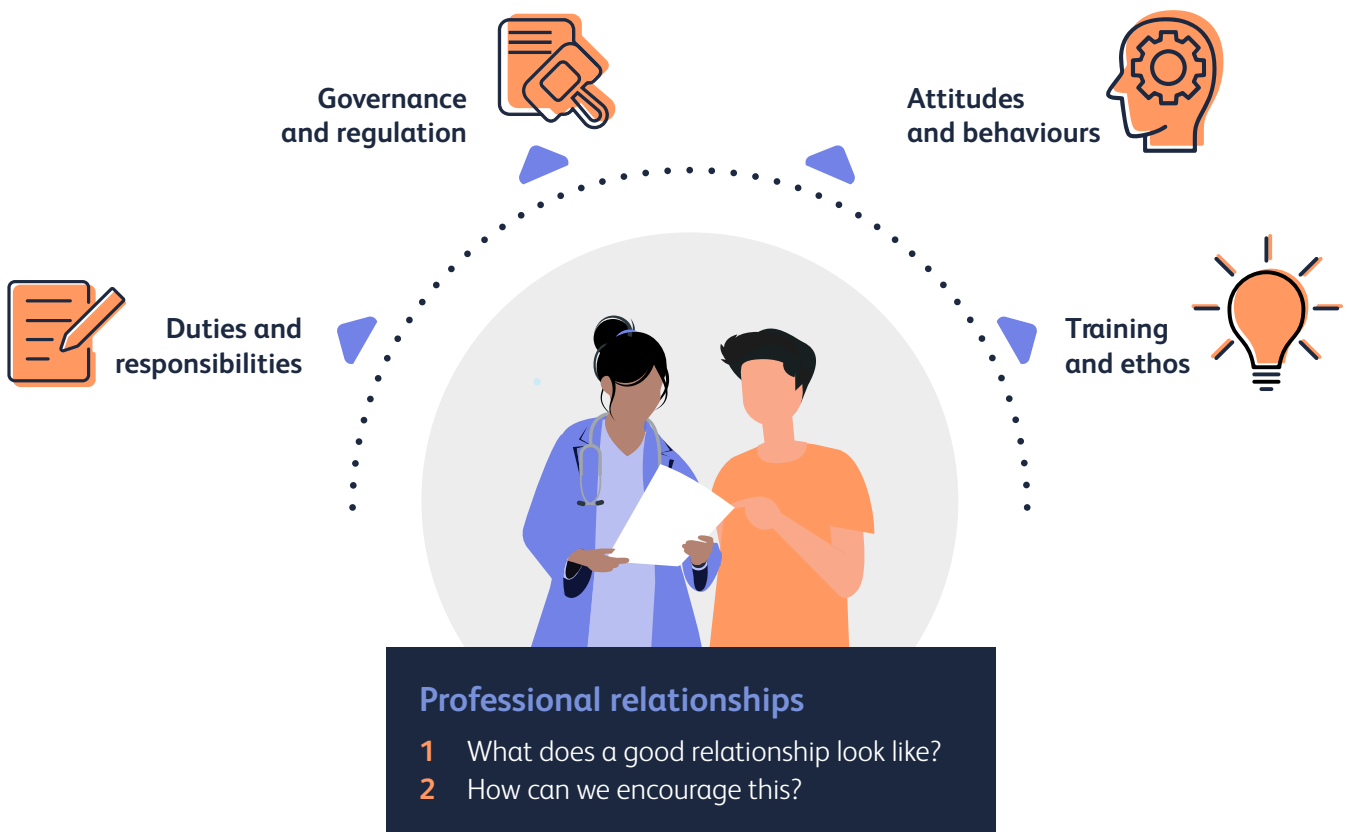 Governance
and regulation
Attitudes
and behaviours
Duties and
responsibilities
Training
and ethos
Professional relationships
1 What does a good relationship look like?
2 How can we encourage this?